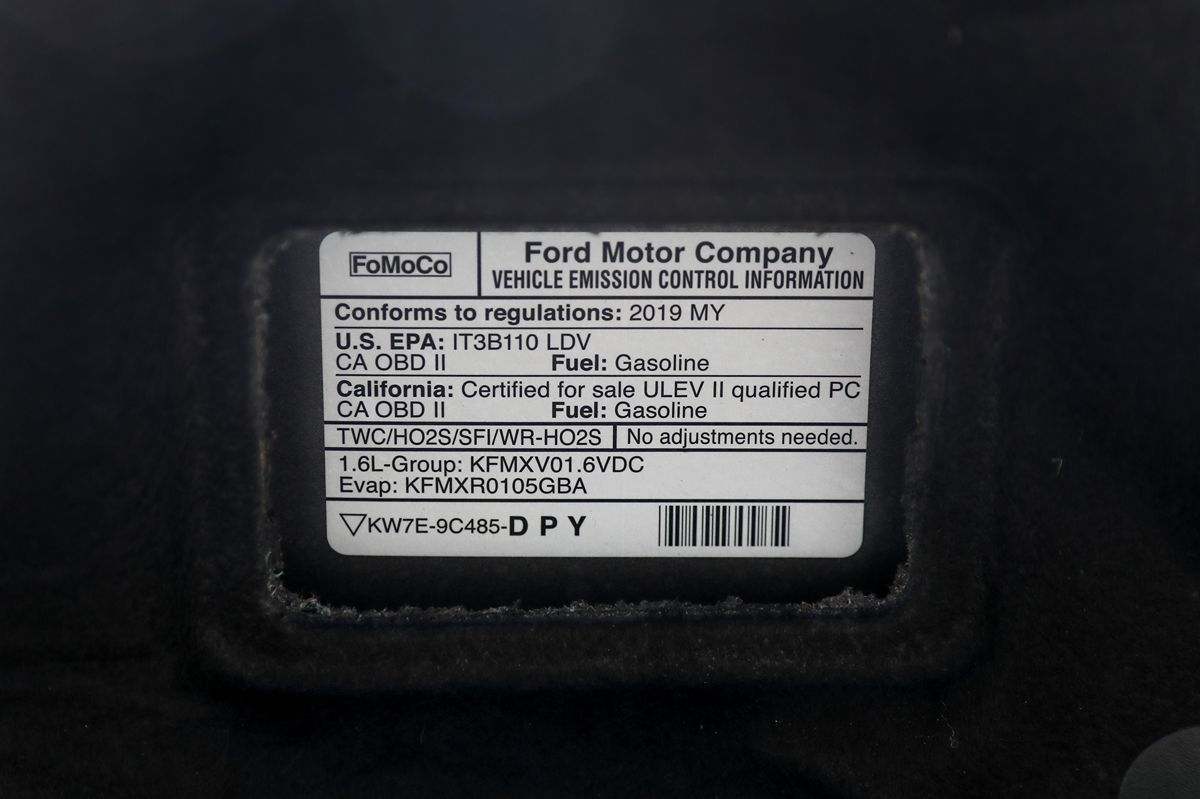 FoMoCo
Ford Motor Company
VEHICLE EMISSION CONTROL INFORMATION
Conforms to regulations: 2019 MY
U.S. EPA: IT3B110 LDV
CA OBD II Fuel: Gasoline
California: Certified for sale ULEV II qualified PC
CA OBD II Fuel: Gasoline
TWC/HO2S/SFI/WR-HO2S No adjustments needed.
1.6L-Group: KFMXV01.6VDC
Evap: KFMXR0105GBA
KW7E-9C485-D P Y